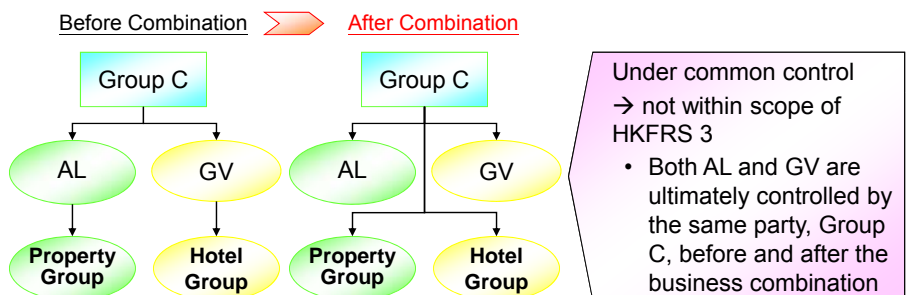 Before Combination
After Combination
Group C
Group C
AL
GV
AL
GV
Property
Group
Hotel
Group
Property
Group
Hotel
Group
Under common control
→ not within scope of
HKFRS 3
• Both AL and GV are
ultimately controlled by
the same party, Group
C, before and after the
business combination